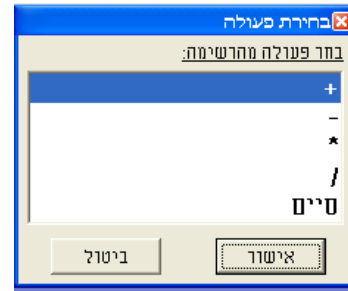 בחירת פעולה
בחר פעולה מהרשימה:
+
-
*
/
סיים
אישור
ביטול